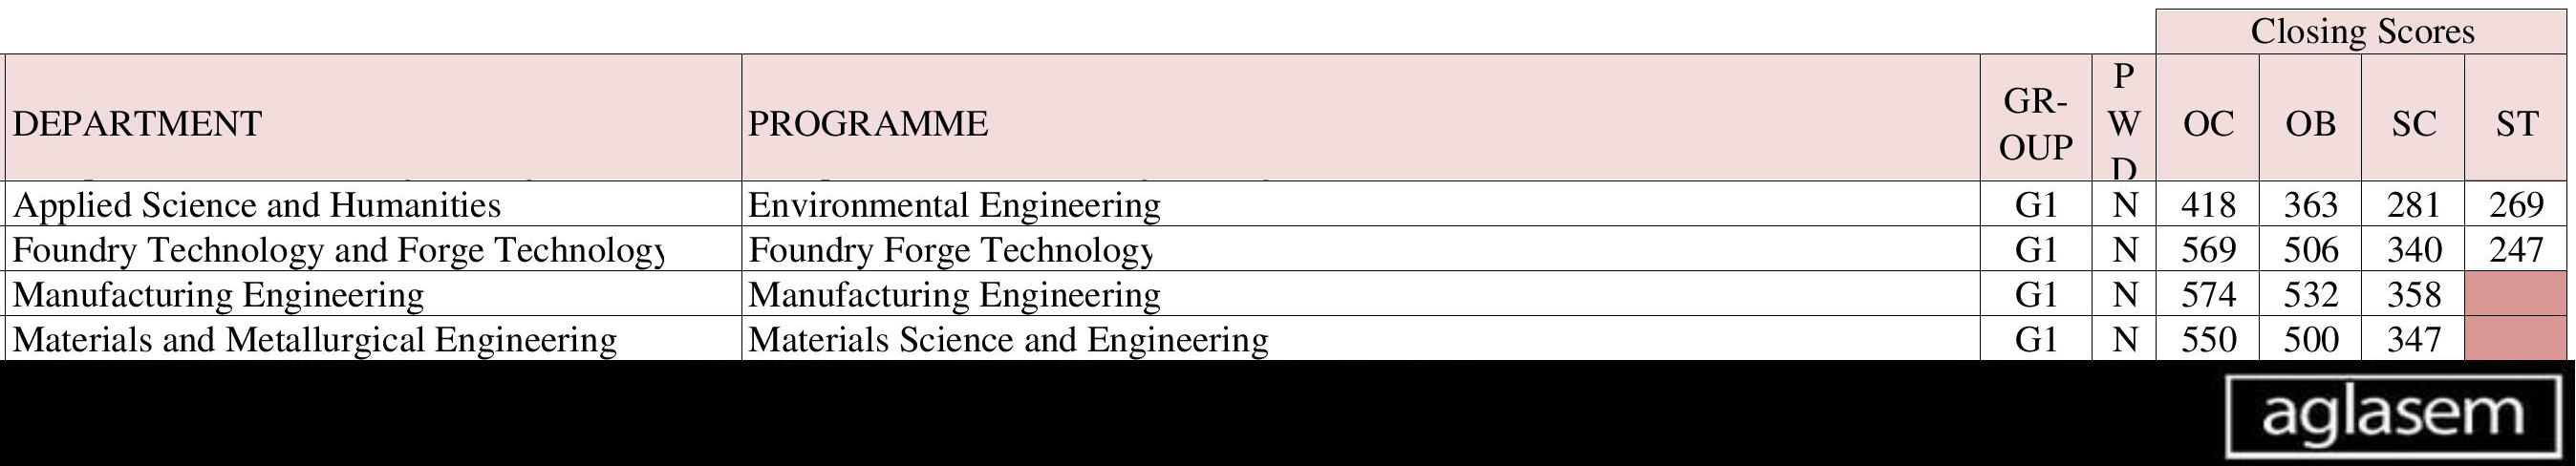 Closing Scores
DEPARTMENT PROGRAMME GR-OUP PWD OC OB SC ST
Applied Science and Humanities Environmental Engineering G1 N 418 363 281 269
Foundry Technology and Forge Technology Foundry Forge Technology G1 N 569 506 340 247
Manufacturing Engineering Manufacturing Engineering G1 N 574 532 358
Materials and Metallurgical Engineering Materials Science and Engineering G1 N 550 500 347
aglasem